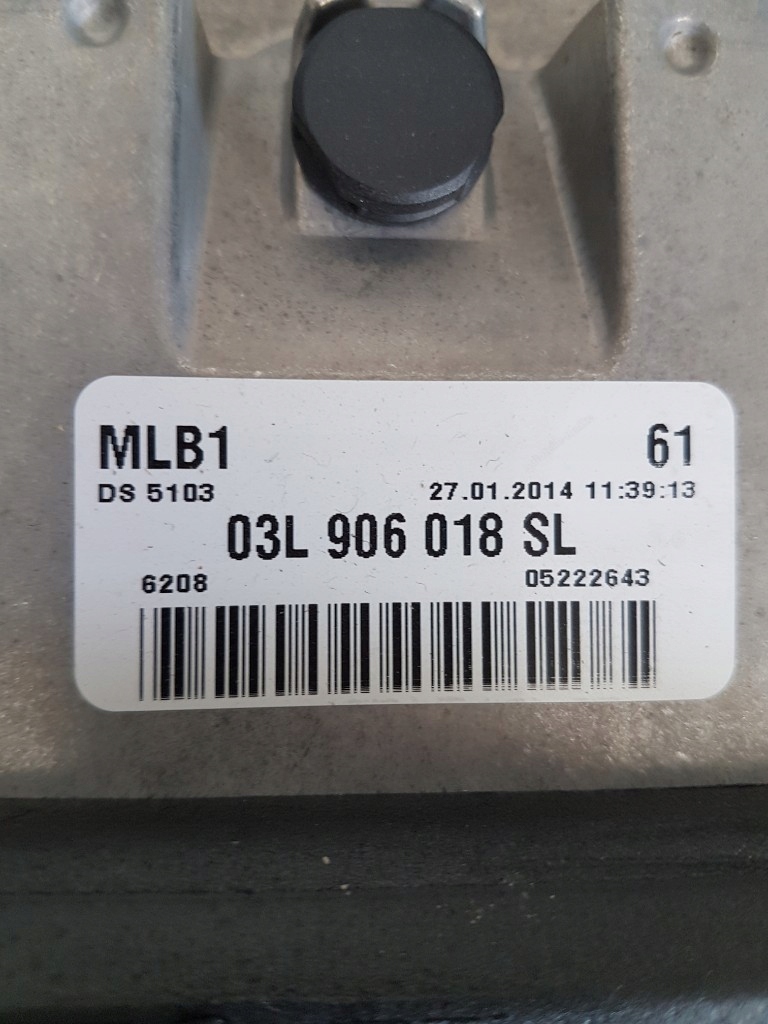 MLB1 61
DS 5103 27.01.2014 11:39:13
03L 906 018 SL
6208 05222643